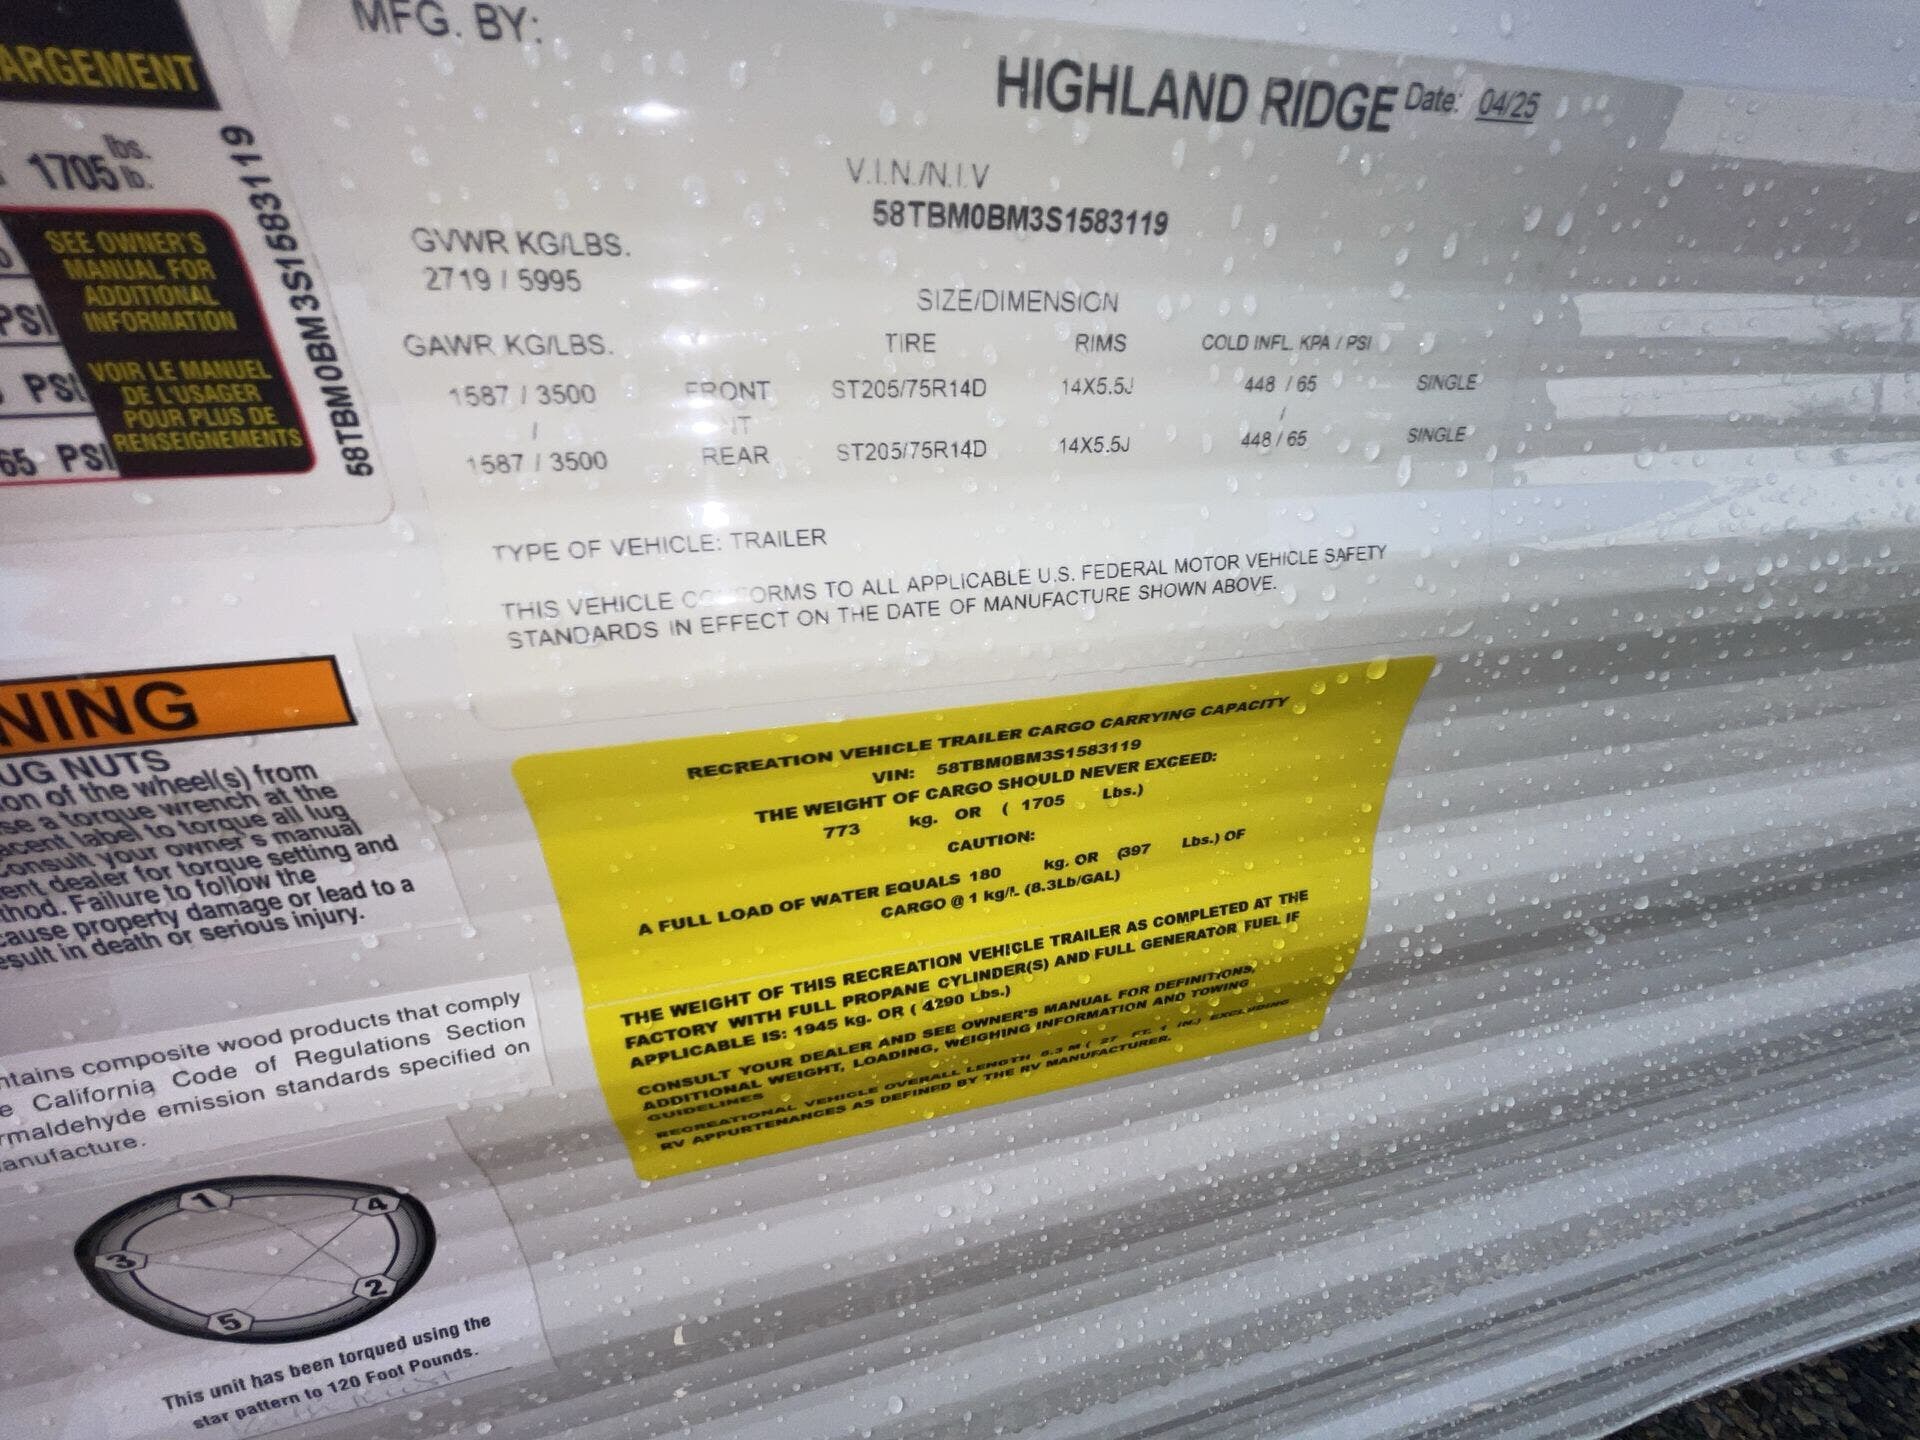 ARGEMENT
1705 lbs.
lb.
SEE OWNER'S
MANUAL FOR
ADDITIONAL
INFORMATION
PSI
VOIR LE MANUEL
DE L'USAGER
POUR PLUS DE
RENSEIGNEMENTS
PSI
65 PSI
58TBM0BM3S1583119
MFG. BY:
HIGHLAND RIDGE Date: 04/25
V.I.N./N.I.V
58TBM0BM3S1583119
GVWR KG/LBS.
2719 / 5995
SIZE/DIMENSION
GAWR KG/LBS. TIRE RIMS COLD INFL. KPA / PSI
1587 / 3500 FRONT ST205/75R14D 14X5.5J 448 / 65 SINGLE
/ NT /
1587 / 3500 REAR ST205/75R14D 14X5.5J 448 / 65 SINGLE
TYPE OF VEHICLE: TRAILER
THIS VEHICLE CONFORMS TO ALL APPLICABLE U.S. FEDERAL MOTOR VEHICLE SAFETY
STANDARDS IN EFFECT ON THE DATE OF MANUFACTURE SHOWN ABOVE.
RECREATION VEHICLE TRAILER CARGO CARRYING CAPACITY
VIN: 58TBM0BM3S1583119
THE WEIGHT OF CARGO SHOULD NEVER EXCEED:
773 kg. OR ( 1705 Lbs.)
CAUTION:
A FULL LOAD OF WATER EQUALS 180 kg. OR (397 Lbs.) OF
CARGO @ 1 kg/L (8.3Lb/GAL)
THE WEIGHT OF THIS RECREATION VEHICLE TRAILER AS COMPLETED AT THE
FACTORY WITH FULL PROPANE CYLINDER(S) AND FULL GENERATOR FUEL IF
APPLICABLE IS: 1945 kg. OR ( 4290 Lbs.)
CONSULT YOUR DEALER AND SEE OWNER'S MANUAL FOR DEFINITIONS,
ADDITIONAL WEIGHT, LOADING, WEIGHING INFORMATION AND TOWING
GUIDELINES
RECREATIONAL VEHICLE OVERALL LENGTH M ( 27 FT. 1 IN.) EXCLUDING
RV APPURTENANCES AS DEFINED BY THE RV MANUFACTURER.
NING
UG NUTS
on of the wheel(s) from
se a torque wrench at the
acent label to torque all lug
Consult your owner's manual
ent dealer for torque setting and
thod. Failure to follow the
cause property damage or lead to a
esult in death or serious injury.
ntains composite wood products that comply
e California Code of Regulations Section
rmaldehyde emission standards specified on
anufacture.
1
4
3
2
5
This unit has been torqued using the
star pattern to 120 Foot Pounds.